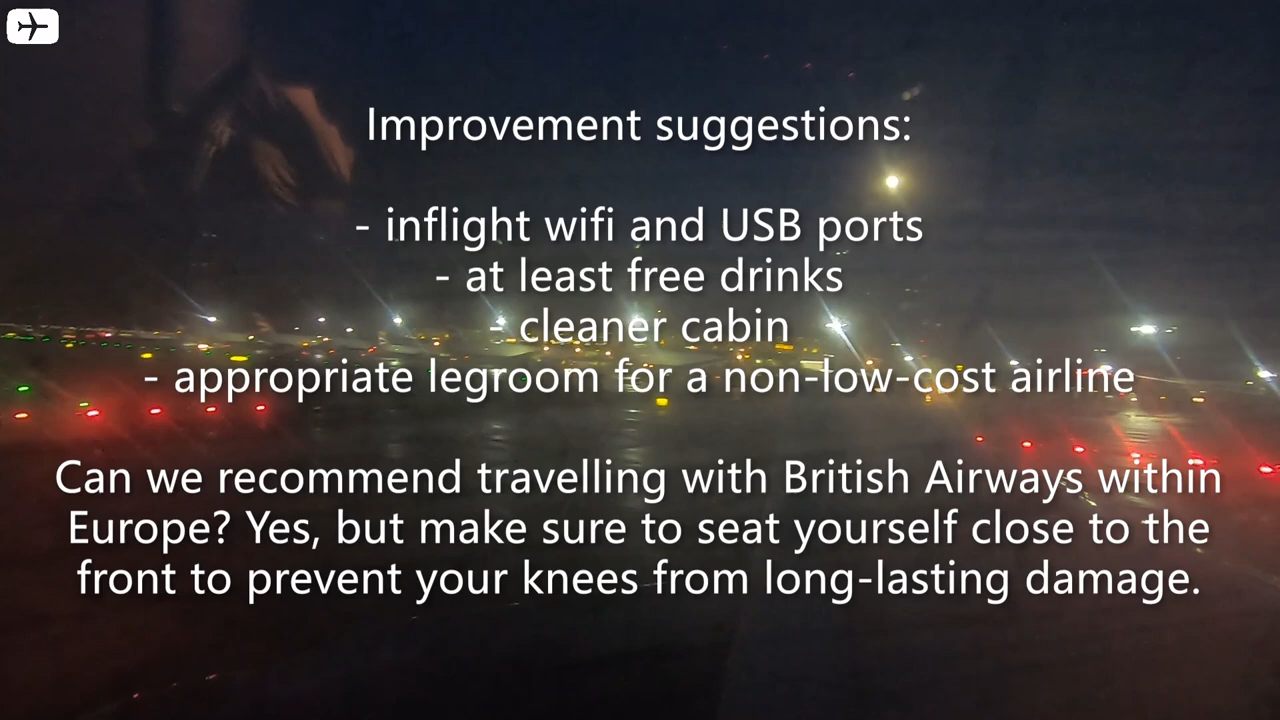 Improvement suggestions:
- inflight wifi and USB ports
- at least free drinks
- cleaner cabin
- appropriate legroom for a non-low-cost airline
Can we recommend travelling with British Airways within
Europe? Yes, but make sure to seat yourself close to the
front to prevent your knees from long-lasting damage.